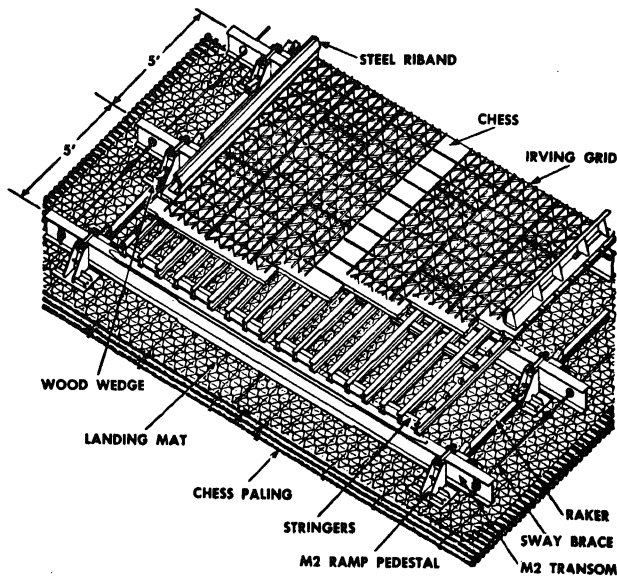 STEEL RIBAND
5'
CHESS
IRVING GRID
5'
WOOD WEDGE
LANDING MAT
CHESS PALING
STRINGERS
RAKER
SWAY BRACE
M2 RAMP PEDESTAL
M2 TRANSOM